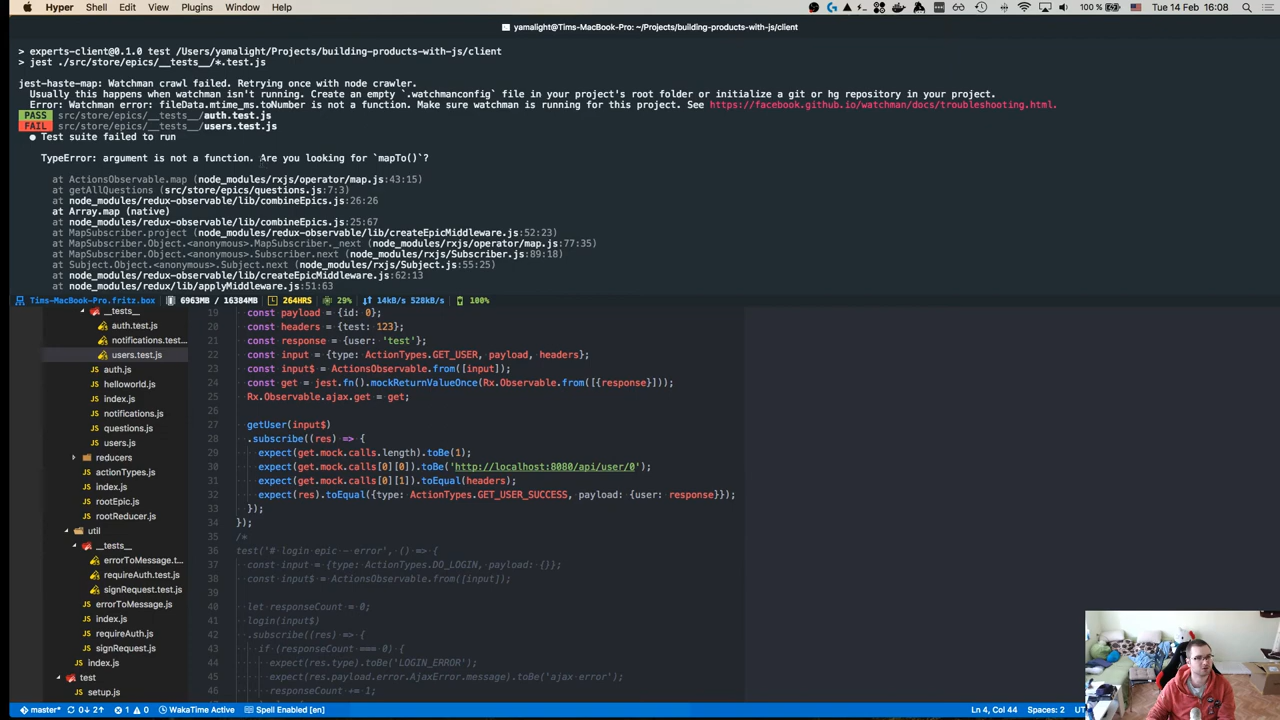 Hyper Shell Edit View Plugins Window Help 100 % Tue 14 Mar 16:08
yamalight@Tims-MacBook-Pro:~/Projects/building-products-with-js/client
> experts-client@0.1.0 test /Users/yamalight/Projects/building-products-with-js/client
> jest ./src/store/epics/__tests__/*.test.js
jest-haste-map: Watchman crawl failed. Retrying once with node crawler.
Usually this happens when watchman isn't running. Create an empty `.watchmanconfig` file in your project's root folder or initialize a git or hg repository in your project.
Error: Watchman error: fileData.mtime_ms.toNumber is not a function. Make sure watchman is running for this project. See https://facebook.github.io/watchman/docs/troubleshooting.html.
PASS src/store/epics/__tests__/auth.test.js
FAIL src/store/epics/__tests__/users.test.js
● Test suite failed to run
TypeError: argument is not a function. Are you looking for `mapTo()`?
at ActionsObservable.map (node_modules/rxjs/operator/map.js:43:15)
at getAllQuestions (src/store/epics/questions.js:7:3)
at node_modules/redux-observable/lib/combineEpics.js:26:26
at Array.map (native)
at node_modules/redux-observable/lib/combineEpics.js:25:67
at MapSubscriber.project (node_modules/redux-observable/lib/createEpicMiddleware.js:52:23)
at MapSubscriber.Object.<anonymous>.MapSubscriber._next (node_modules/rxjs/operator/map.js:77:35)
at MapSubscriber.Object.<anonymous>.Subscriber.next (node_modules/rxjs/Subscriber.js:89:18)
at Subject.Object.<anonymous>.Subject.next (node_modules/rxjs/Subject.js:55:25)
at node_modules/redux-observable/lib/createEpicMiddleware.js:62:13
at node_modules/redux/lib/applyMiddleware.js:51:63
Tims-MacBook-Pro.fritz.box 6963MB / 16384MB 264HRS 29% 14kB/s 528kB/s 100%
__tests__
auth.test.js
notifications.test...
users.test.js
auth.js
helloworld.js
index.js
notifications.js
questions.js
users.js
reducers
actionTypes.js
index.js
rootEpic.js
rootReducer.js
util
__tests__
errorToMessage.t...
requireAuth.test.js
signRequest.test.js
errorToMessage.js
index.js
requireAuth.js
signRequest.js
index.js
test
setup.js
19 const payload = {id: 0};
20 const headers = {test: 123};
21 const response = {user: 'test'};
22 const input = {type: ActionTypes.GET_USER, payload, headers};
23 const input$ = ActionsObservable.from([input]);
24 const get = jest.fn().mockReturnValueOnce(Rx.Observable.from([{response}]));
25 Rx.Observable.ajax.get = get;
26
27 getUser(input$)
28 .subscribe((res) => {
29 expect(get.mock.calls.length).toBe(1);
30 expect(get.mock.calls[0][0]).toBe('http://localhost:8080/api/user/0');
31 expect(get.mock.calls[0][1]).toEqual(headers);
32 expect(res).toEqual({type: ActionTypes.GET_USER_SUCCESS, payload: {user: response}});
33 });
34 });
35 /*
36 test('# login epic - error', () => {
37 const input = {type: ActionTypes.DO_LOGIN, payload: {}};
38 const input$ = ActionsObservable.from([input]);
39
40 let responseCount = 0;
41 login(input$)
42 .subscribe((res) => {
43 if (responseCount === 0) {
44 expect(res.type).toBe('LOGIN_ERROR');
45 expect(res.payload.error.AjaxError.message).toBe('ajax error');
46 responseCount += 1;
master* 0↓ 2↑ 1 0 WakaTime Active Spell Enabled [en] Ln 4, Col 44 Spaces: 2